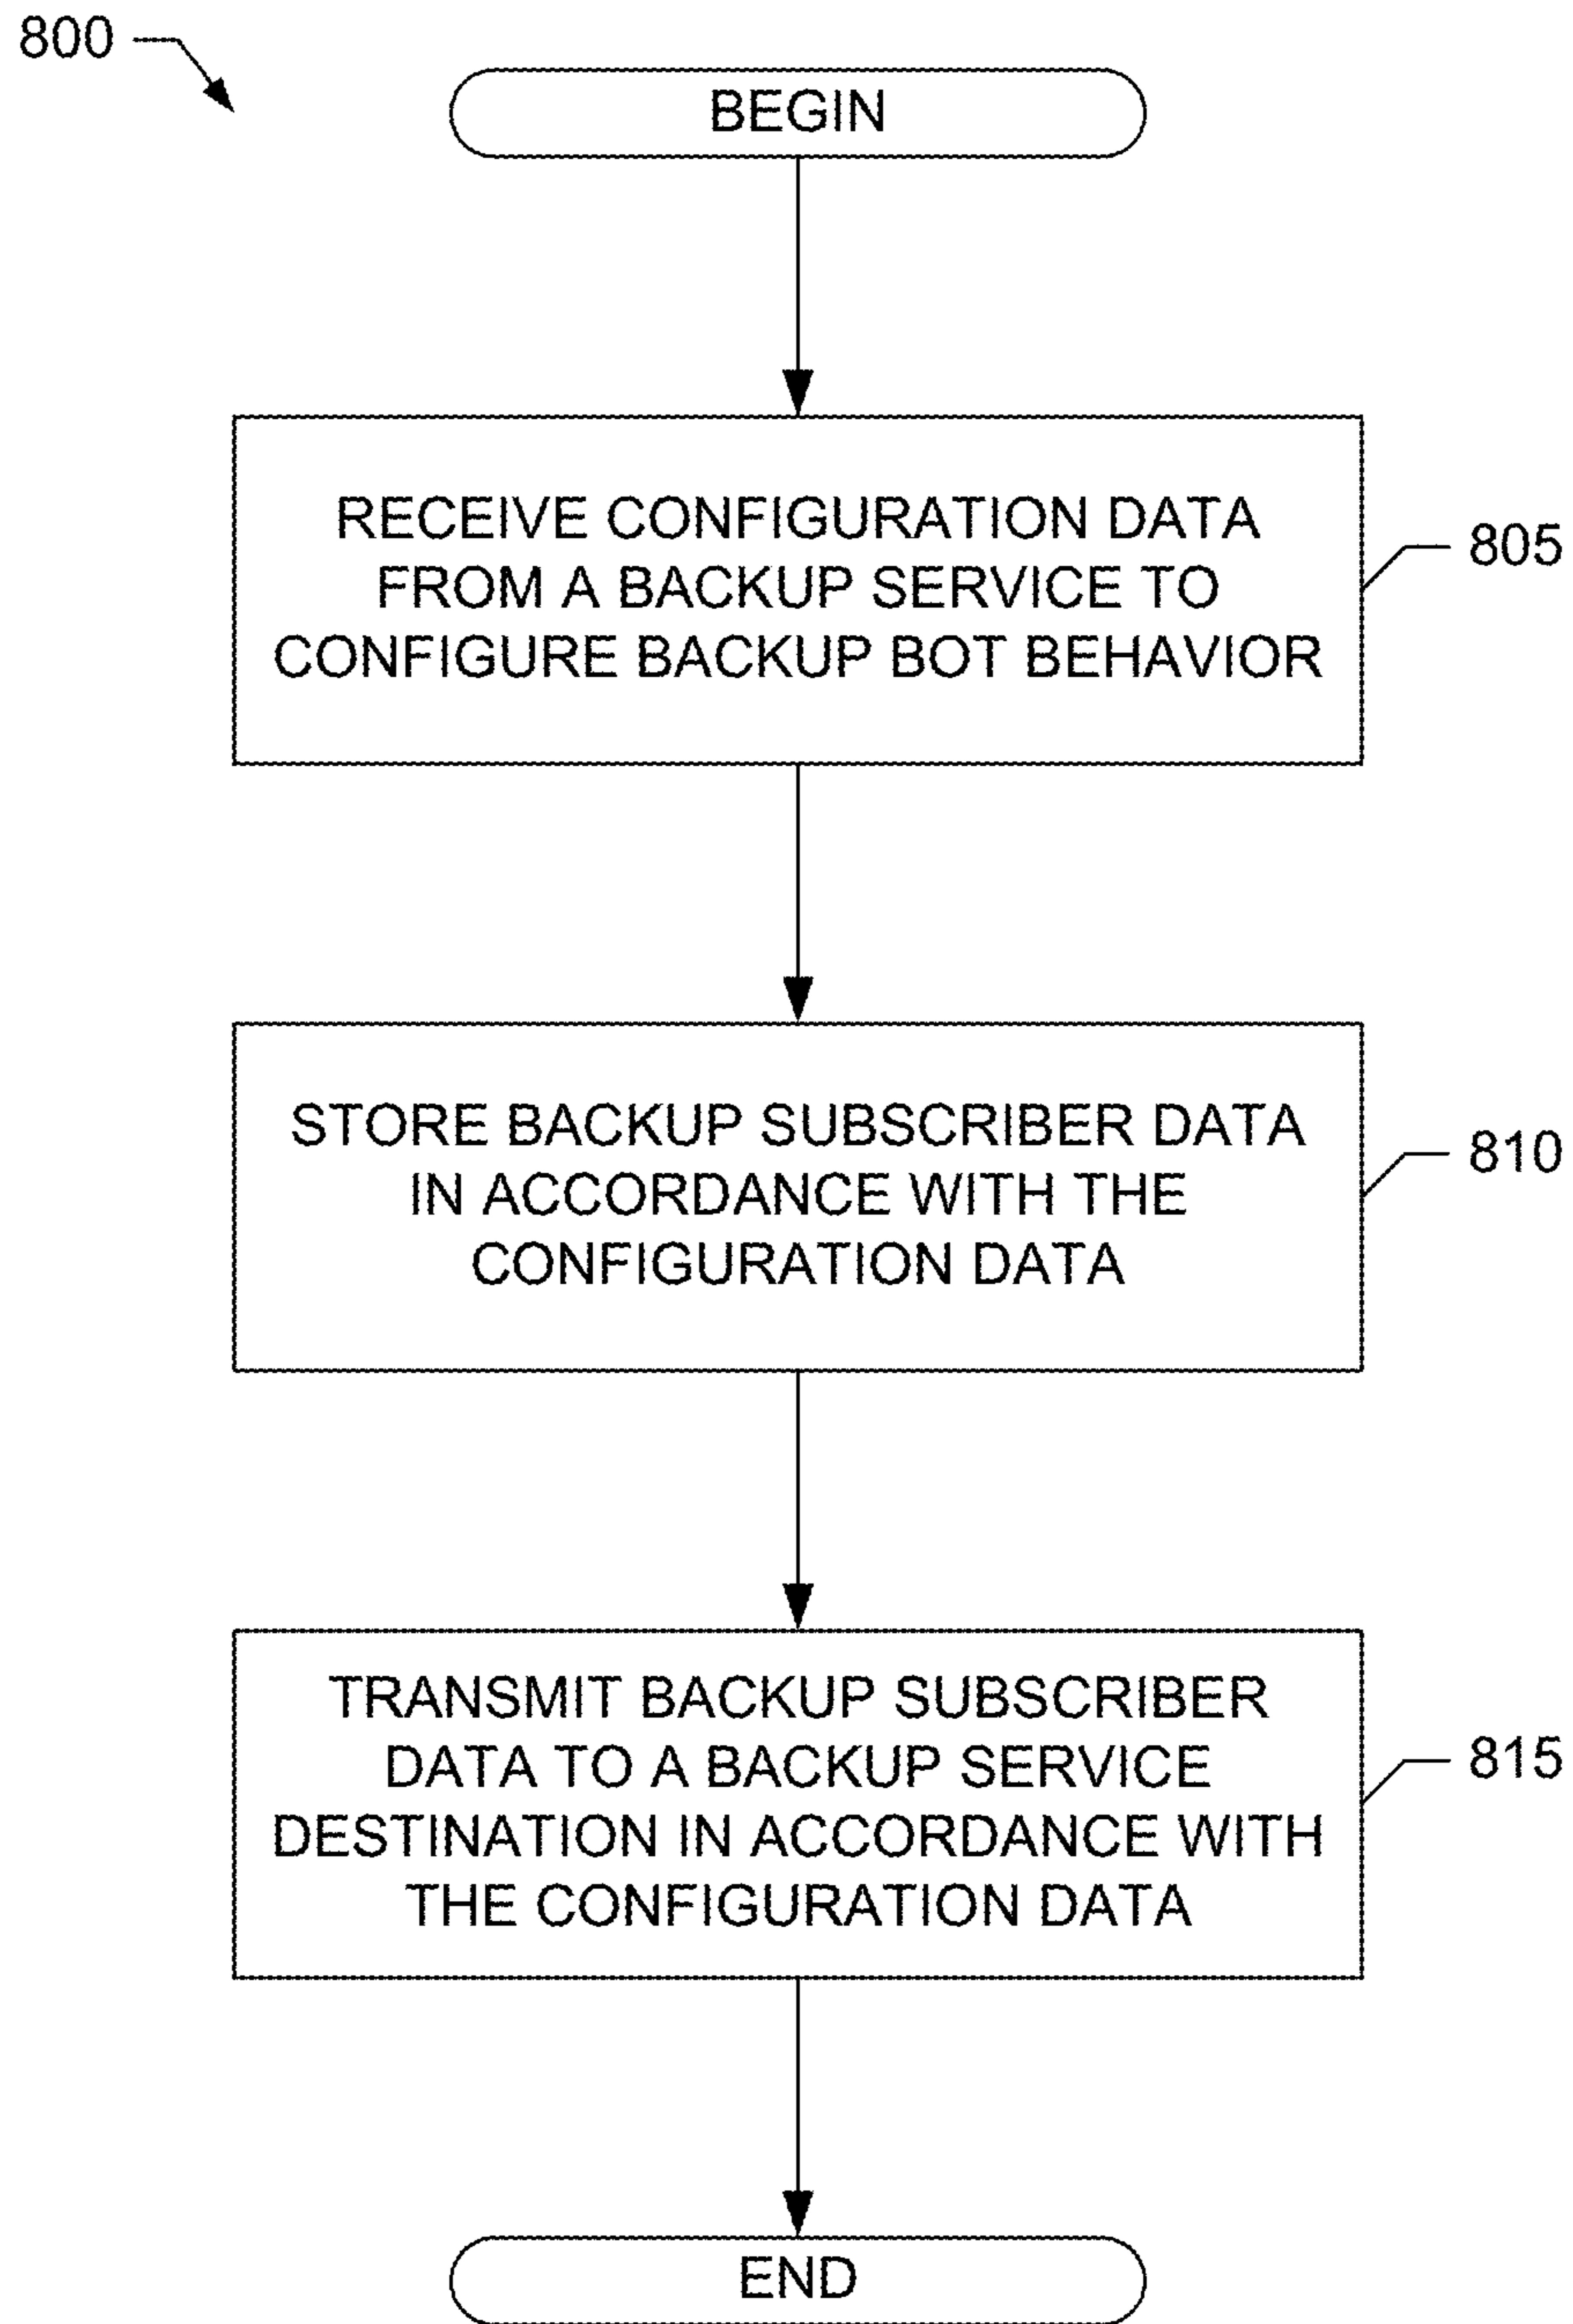 800
BEGIN
RECEIVE CONFIGURATION DATA
FROM A BACKUP SERVICE TO
CONFIGURE BACKUP BOT BEHAVIOR
805
STORE BACKUP SUBSCRIBER DATA
IN ACCORDANCE WITH THE
CONFIGURATION DATA
810
TRANSMIT BACKUP SUBSCRIBER
DATA TO A BACKUP SERVICE
DESTINATION IN ACCORDANCE WITH
THE CONFIGURATION DATA
815
END